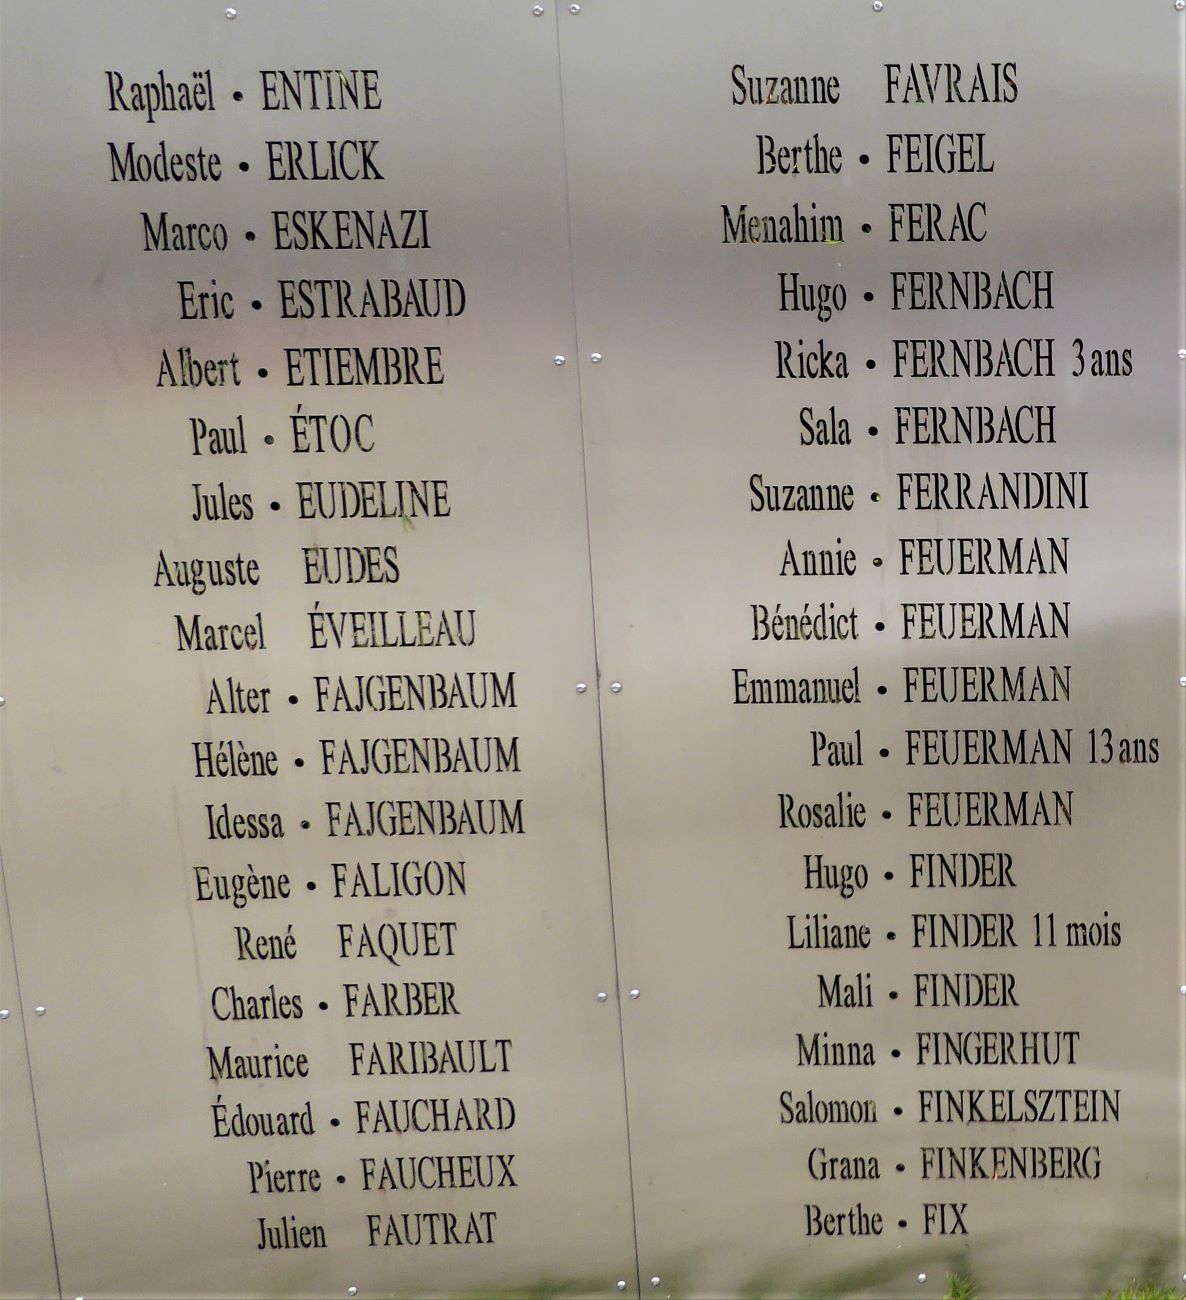 Raphaël • ENTINE
Modeste • ERLICK
Marco • ESKENAZI
Eric • ESTRABAUD
Albert • ETIEMBRE
Paul • ÉTOC
Jules • EUDELINE
Auguste EUDES
Marcel ÉVEILLEAU
Alter • FAJGENBAUM
Hélène • FAJGENBAUM
Idessa • FAJGENBAUM
Eugène • FALIGON
René FAQUET
Charles • FARBER
Maurice FARIBAULT
Édouard • FAUCHARD
Pierre • FAUCHEUX
Julien FAUTRAT
Suzanne FAVRAIS
Berthe • FEIGEL
Menahim • FERAC
Hugo • FERNBACH
Ricka • FERNBACH 3 ans
Sala • FERNBACH
Suzanne • FERRANDINI
Annie • FEUERMAN
Bénédict • FEUERMAN
Emmanuel • FEUERMAN
Paul • FEUERMAN 13 ans
Rosalie • FEUERMAN
Hugo • FINDER
Liliane • FINDER 11 mois
Mali • FINDER
Minna • FINGERHUT
Salomon • FINKELSZTEIN
Grana • FINKENBERG
Berthe • FIX